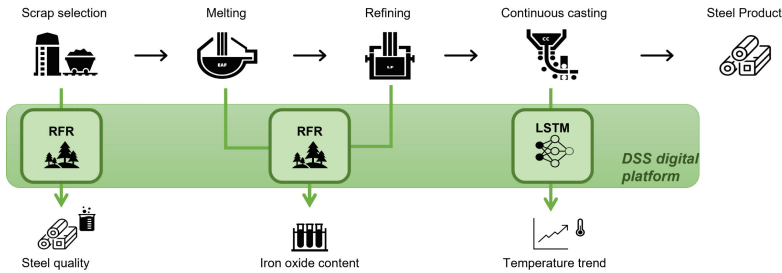 Scrap selection
Melting
Refining
Continuous casting
Steel Product
EAF
LF
CC
RFR
RFR
LSTM
DSS digital
platform
Steel quality
Iron oxide content
Temperature trend